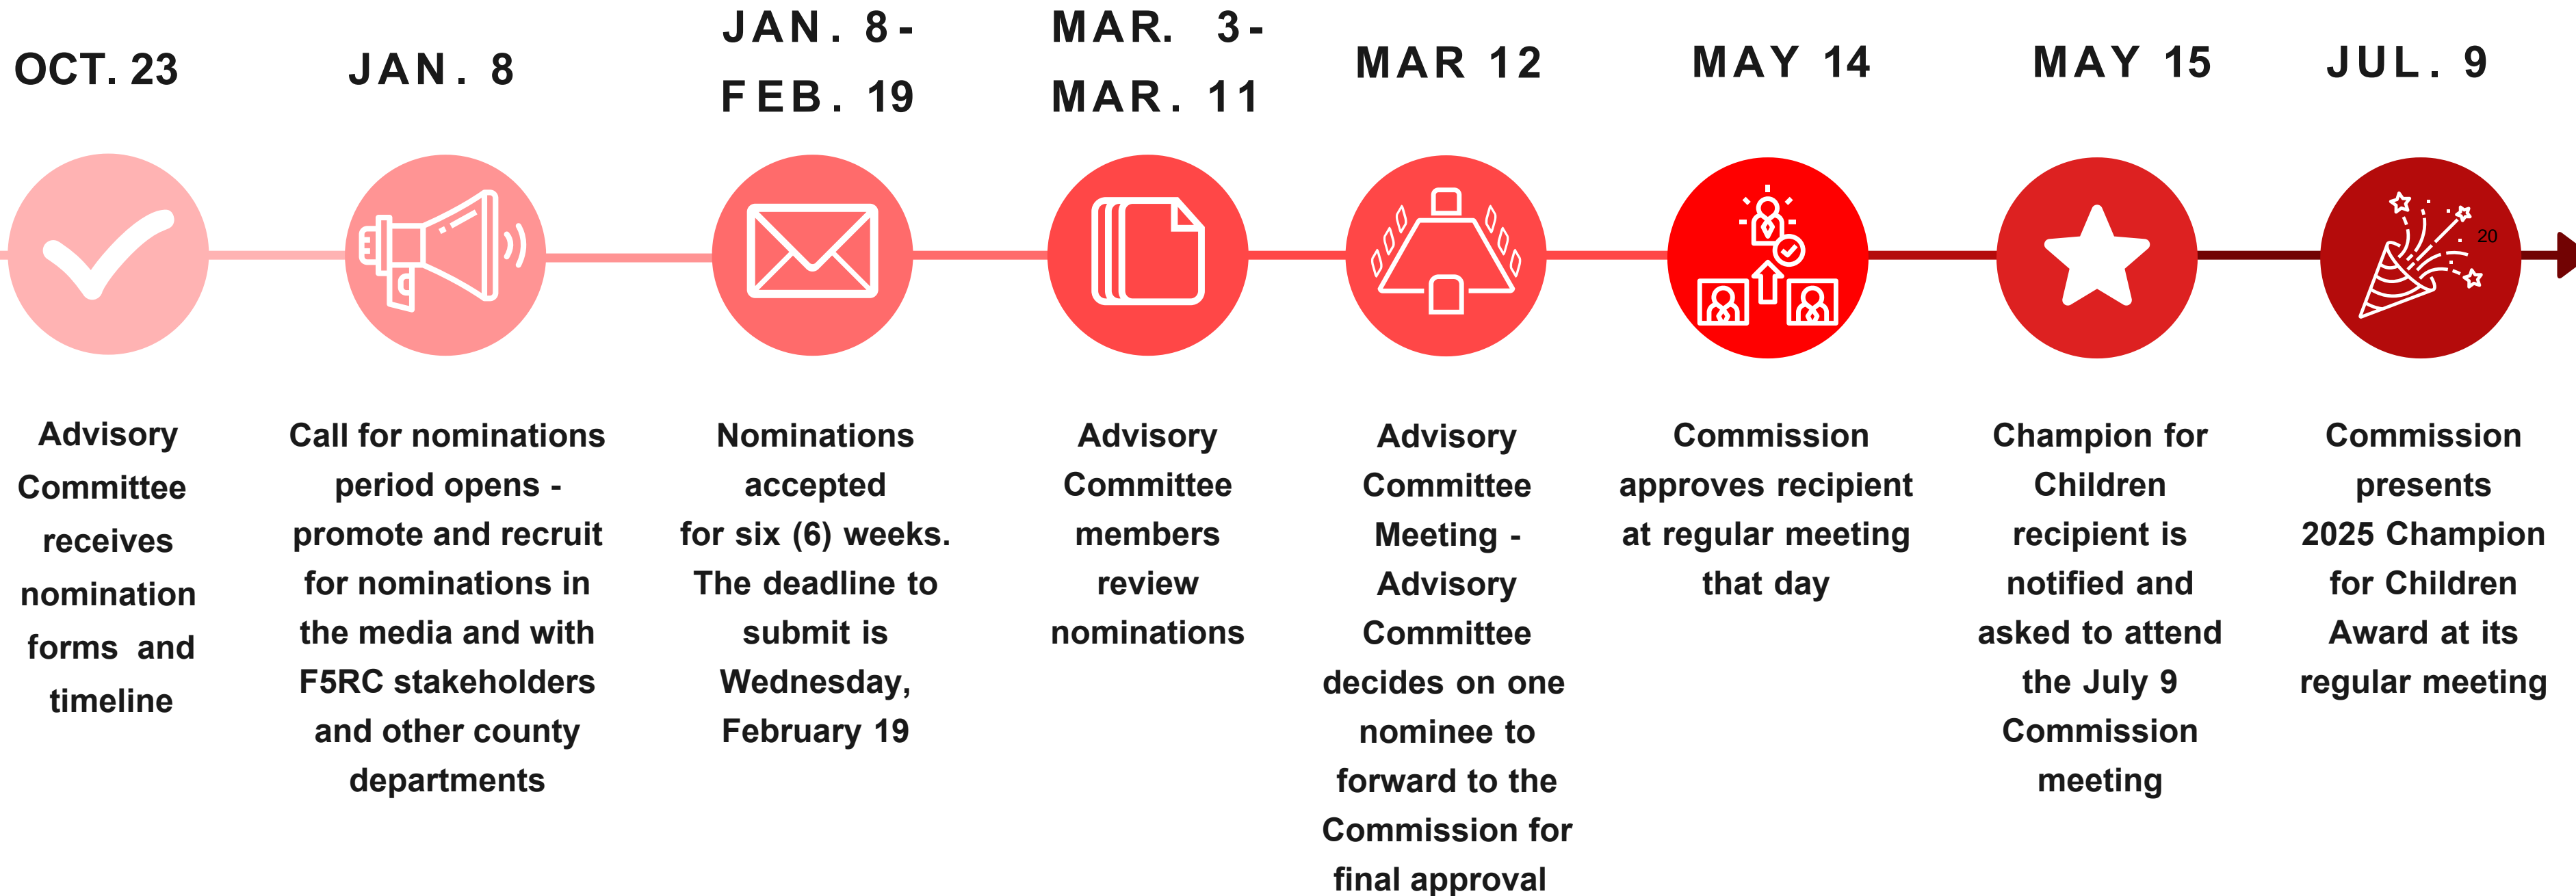 OCT. 23
Advisory
Committee
receives
nomination
forms and
timeline
JAN. 8
Call for nominations
period opens -
promote and recruit
for nominations in
the media and with
F5RC stakeholders
and other county
departments
JAN. 8-
FEB. 19
Nominations
accepted
for six (6) weeks.
The deadline to
submit is
Wednesday,
February 19
MAR. 3-
MAR. 11
Advisory
Committee
members
review
nominations
MAR 12
Advisory
Committee
Meeting -
Advisory
Committee
decides on one
nominee to
forward to the
Commission for
final approval
MAY 14
Commission
approves recipient
at regular meeting
that day
MAY 15
Champion for
Children
recipient is
notified and
asked to attend
the July 9
Commission
meeting
JUL. 9
20
Commission
presents
2025 Champion
for Children
Award at its
regular meeting